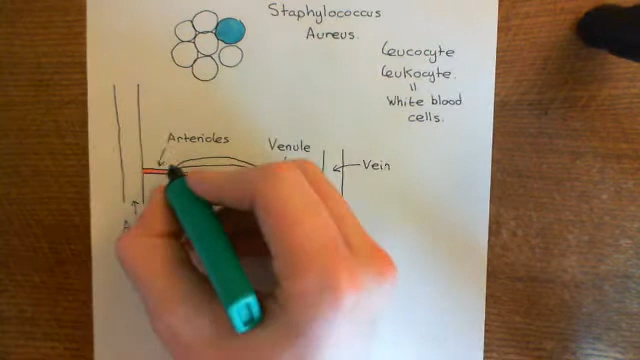 Staphylococcus
Aureus.
Leucocyte
Leukocyte.
=
White blood
cells.
Arterioles
Venule
Vein
A